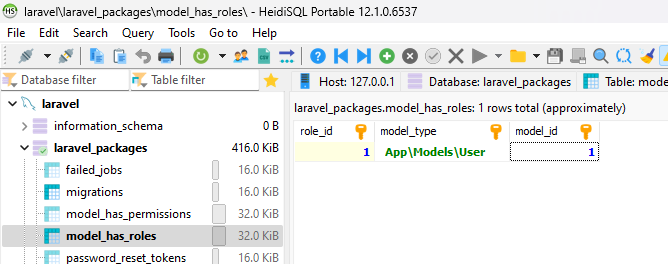 laravel\laravel_packages\model_has_roles\ - HeidiSQL Portable 12.1.0.6537
File Edit Search Query Tools Go to Help
Database filter Table filter
Host: 127.0.0.1 Database: laravel_packages Table: mode
laravel_packages.model_has_roles: 1 rows total (approximately)
role_id model_type model_id
1 App\Models\User 1
laravel
information_schema 0 B
laravel_packages 416.0 KiB
failed_jobs 16.0 KiB
migrations 16.0 KiB
model_has_permissions 32.0 KiB
model_has_roles 32.0 KiB
password_reset_tokens 16.0 KiB